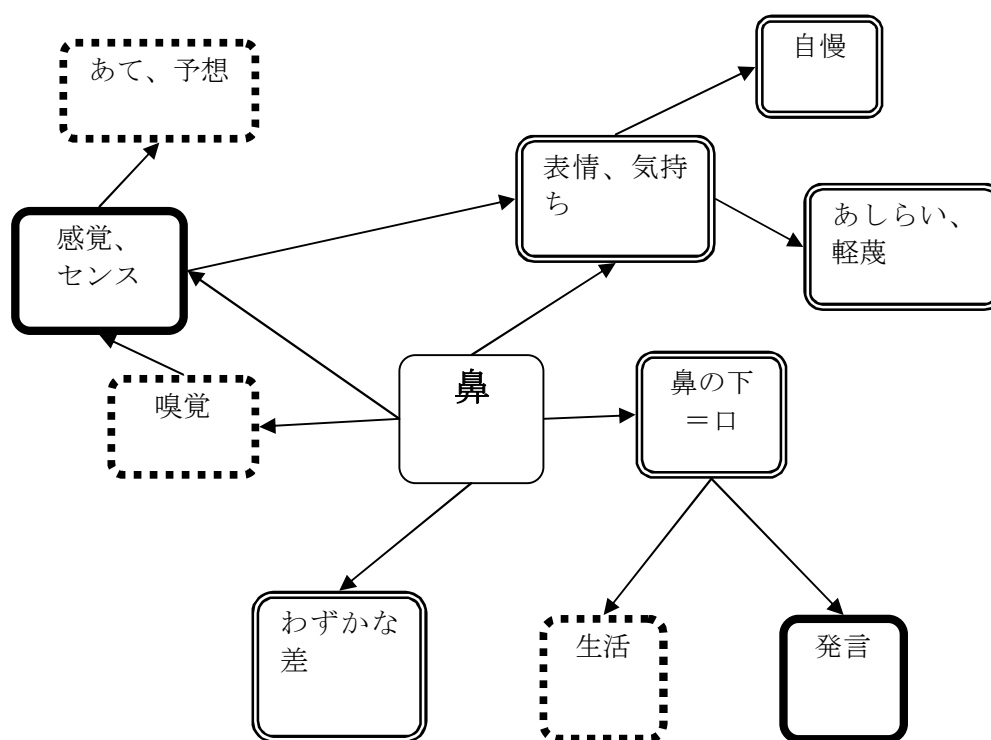 自慢
あて、予想
表情、気持
ち
あしらい、
軽蔑
感覚、
センス
鼻
鼻の下
＝口
嗅覚
わずかな
差
生活
発言